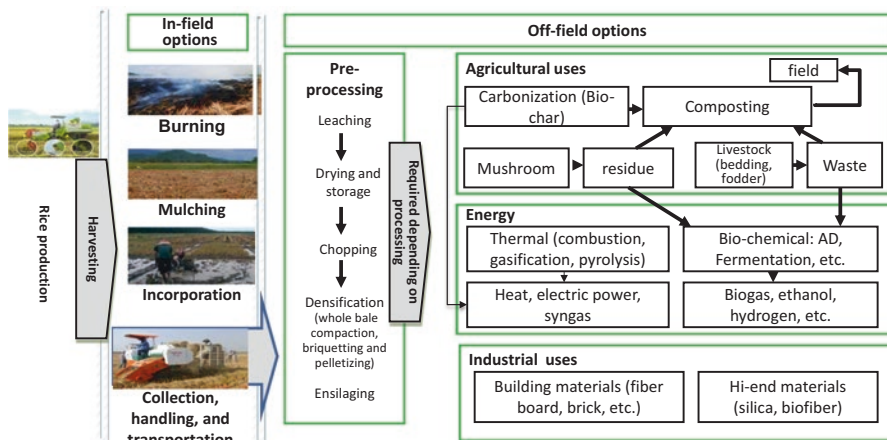 In-field
options
Off-field options
Rice production
Harvesting
Burning
Mulching
Incorporation
Collection,
handling, and
transportation
Pre-
processing
Leaching
Drying and
storage
Chopping
Densification
(whole bale
compaction,
briquetting and
pelletizing)
Ensilaging
Required depending on
processing
Agricultural uses
field
Carbonization (Bio-
char)
Composting
Mushroom
residue
Livestock
(bedding,
fodder)
Waste
Energy
Thermal (combustion,
gasification, pyrolysis)
Bio-chemical: AD,
Fermentation, etc.
Heat, electric power,
syngas
Biogas, ethanol,
hydrogen, etc.
Industrial uses
Building materials (fiber
board, brick, etc.)
Hi-end materials
(silica, biofiber)